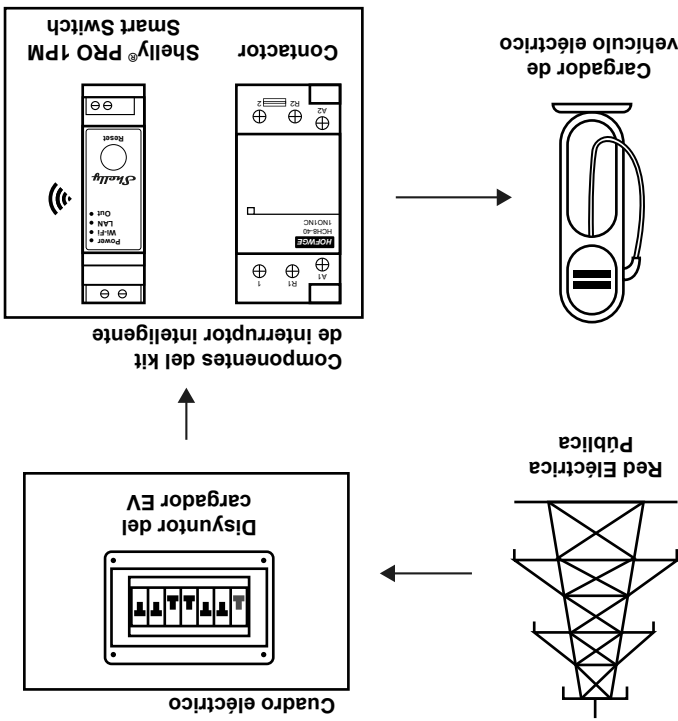 Red Eléctrica
Pública
Cuadro eléctrico
Disyuntor del
cargador EV
Componentes del kit
de interruptor inteligente
A1 R1 1
HOFWGE
HCH8-40
1NO1NC
A2 R2 2
Contactor
Power
Wi-Fi
LAN
Out
Shelly
Reset
Shelly® PRO 1PM
Smart Switch
Cargador de
vehículo eléctrico